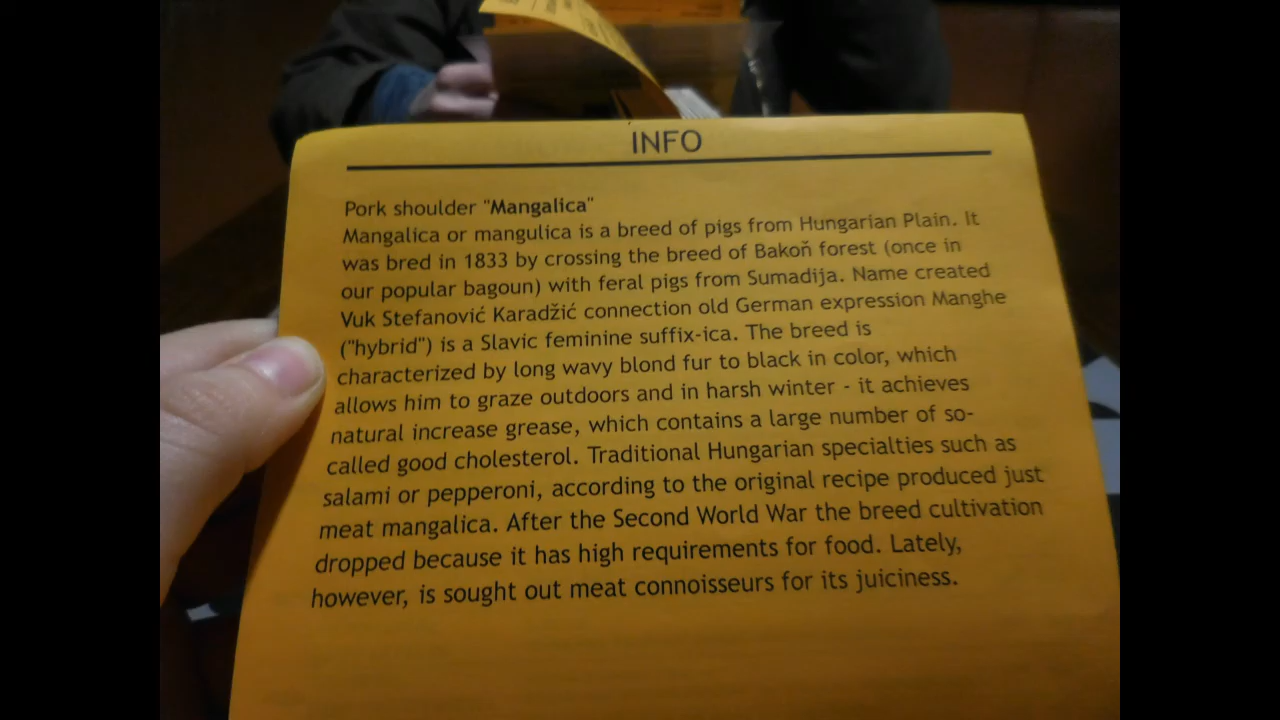 INFO
Pork shoulder "Mangalica"
Mangalica or mangulica is a breed of pigs from Hungarian Plain. It
was bred in 1833 by crossing the breed of Bakoň forest (once in
our popular bagoun) with feral pigs from Sumadija. Name created
Vuk Stefanović Karadžić connection old German expression Manghe
("hybrid") is a Slavic feminine suffix-ica. The breed is
characterized by long wavy blond fur to black in color, which
allows him to graze outdoors and in harsh winter - it achieves
natural increase grease, which contains a large number of so-
called good cholesterol. Traditional Hungarian specialties such as
salami or pepperoni, according to the original recipe produced just
meat mangalica. After the Second World War the breed cultivation
dropped because it has high requirements for food. Lately,
however, is sought out meat connoisseurs for its juiciness.